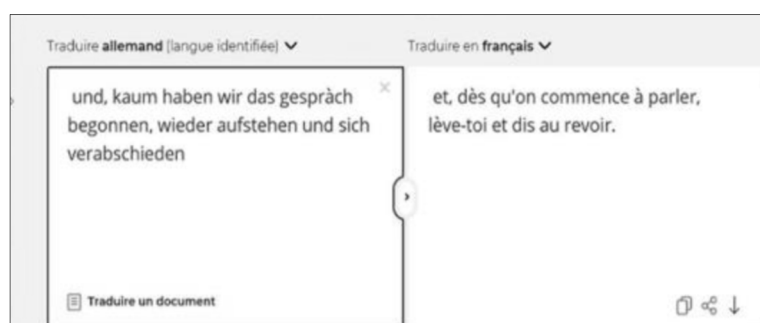 Traduire allemand (langue identifiée)
Traduire en français
und, kaum haben wir das gespràch
begonnen, wieder aufstehen und sich
verabschieden
et, dès qu'on commence à parler,
lève-toi et dis au revoir.
Traduire un document